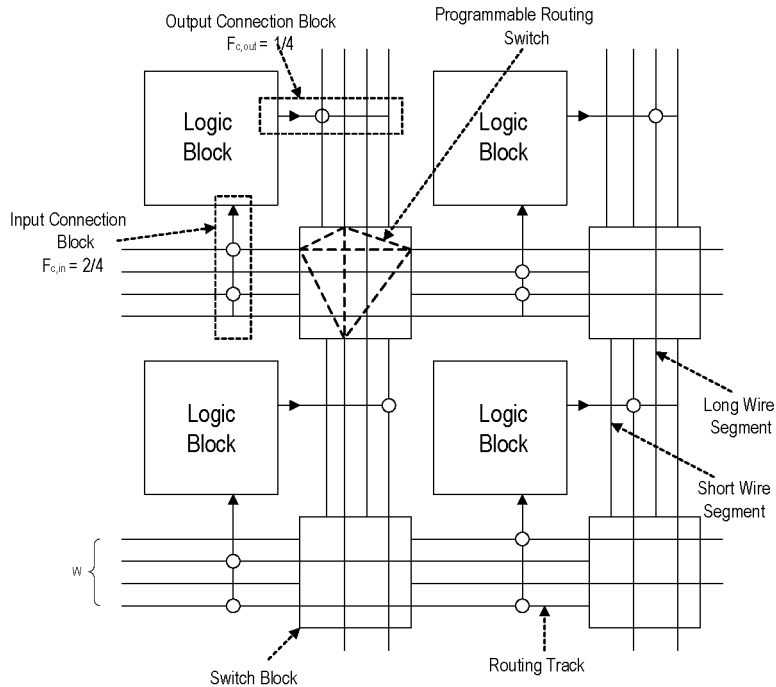 Output Connection Block
Fc,out = 1/4
Programmable Routing
Switch
Logic
Block
Logic
Block
Input Connection
Block
Fc,in = 2/4
Logic
Block
Logic
Block
Long Wire
Segment
Short Wire
Segment
W
Switch Block
Routing Track